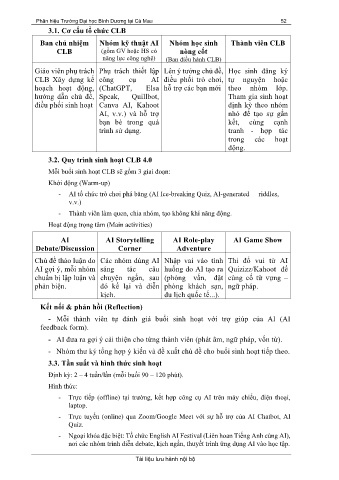 Phân hiệu Trường Đại học Bình Dương tại Cà Mau 52
3.1. Cơ cấu tổ chức CLB
Ban chủ nhiệm CLB
Nhóm kỹ thuật AI (gồm GV hoặc HS có năng lực công nghệ)
Nhóm học sinh nòng cốt (Ban điều hành CLB)
Thành viên CLB
Giáo viên phụ trách CLB Xây dựng kế hoạch hoạt động, hướng dẫn chủ đề, điều phối sinh hoạt
Phụ trách thiết lập công cụ AI (ChatGPT, Elsa Speak, Quillbot, Canva AI, Kahoot AI, v.v.) và hỗ trợ bạn bè trong quá trình sử dụng.
Lên ý tưởng chủ đề, điều phối trò chơi, hỗ trợ các bạn mới
Học sinh đăng ký tự nguyện hoặc theo nhóm lớp. Tham gia sinh hoạt định kỳ theo nhóm nhỏ để tạo sự gắn kết, cùng cạnh tranh - hợp tác trong các hoạt động.
3.2. Quy trình sinh hoạt CLB 4.0
Mỗi buổi sinh hoạt CLB sẽ gồm 3 giai đoạn:
Khởi động (Warm-up)
- AI tổ chức trò chơi phá băng (AI Ice-breaking Quiz, AI-generated riddles,
v.v.)
- Thành viên làm quen, chia nhóm, tạo không khí năng động.
Hoạt động trọng tâm (Main activities)
AI Debate/Discussion
AI Storytelling Corner
AI Role-play Adventure
AI Game Show
Chủ đề thảo luận do AI gợi ý, mỗi nhóm chuẩn bị lập luận và phản biện.
Các nhóm dùng AI sáng tác câu chuyện ngắn, sau đó kể lại và diễn kịch.
Nhập vai vào tình huống do AI tạo ra (phỏng vấn, đặt phòng khách sạn, du lịch quốc tế...).
Thi đố vui từ AI Quizizz/Kahoot để củng cố từ vựng – ngữ pháp.
Kết nối & phản hồi (Reflection)
- Mỗi thành viên tự đánh giá buổi sinh hoạt với trợ giúp của AI (AI
feedback form).
- AI đưa ra gợi ý cải thiện cho từng thành viên (phát âm, ngữ pháp, vốn từ).
- Nhóm thư ký tổng hợp ý kiến và đề xuất chủ đề cho buổi sinh hoạt tiếp theo.
3.3. Tần suất và hình thức sinh hoạt
Định kỳ: 2 – 4 tuần/lần (mỗi buổi 90 – 120 phút).
Hình thức:
- Trực tiếp (offline) tại trường, kết hợp công cụ AI trên máy chiếu, điện thoại,
laptop.
- Trực tuyến (online) qua Zoom/Google Meet với sự hỗ trợ của AI Chatbot, AI
Quiz.
- Ngoại khóa đặc biệt: Tổ chức English AI Festival (Liên hoan Tiếng Anh cùng AI),
nơi các nhóm trình diễn debate, kịch ngắn, thuyết trình ứng dụng AI vào học tập.
Tài liệu lưu hành nội bộ